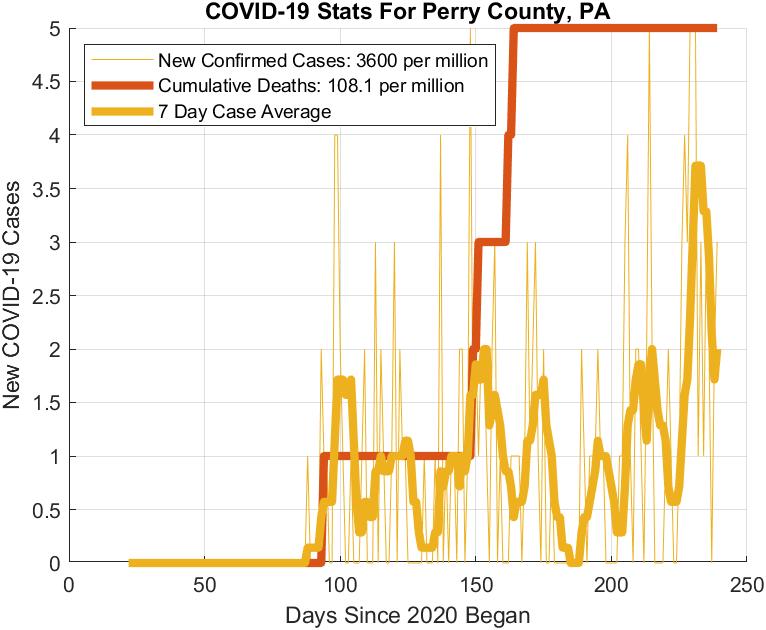 COVID-19 Stats For Perry County, PA
New Confirmed Cases: 3600 per million
Cumulative Deaths: 108.1 per million
7 Day Case Average
New COVID-19 Cases
5
4.5
4
3.5
3
2.5
2
1.5
1
0.5
0
0 50 100 150 200 250
Days Since 2020 Began